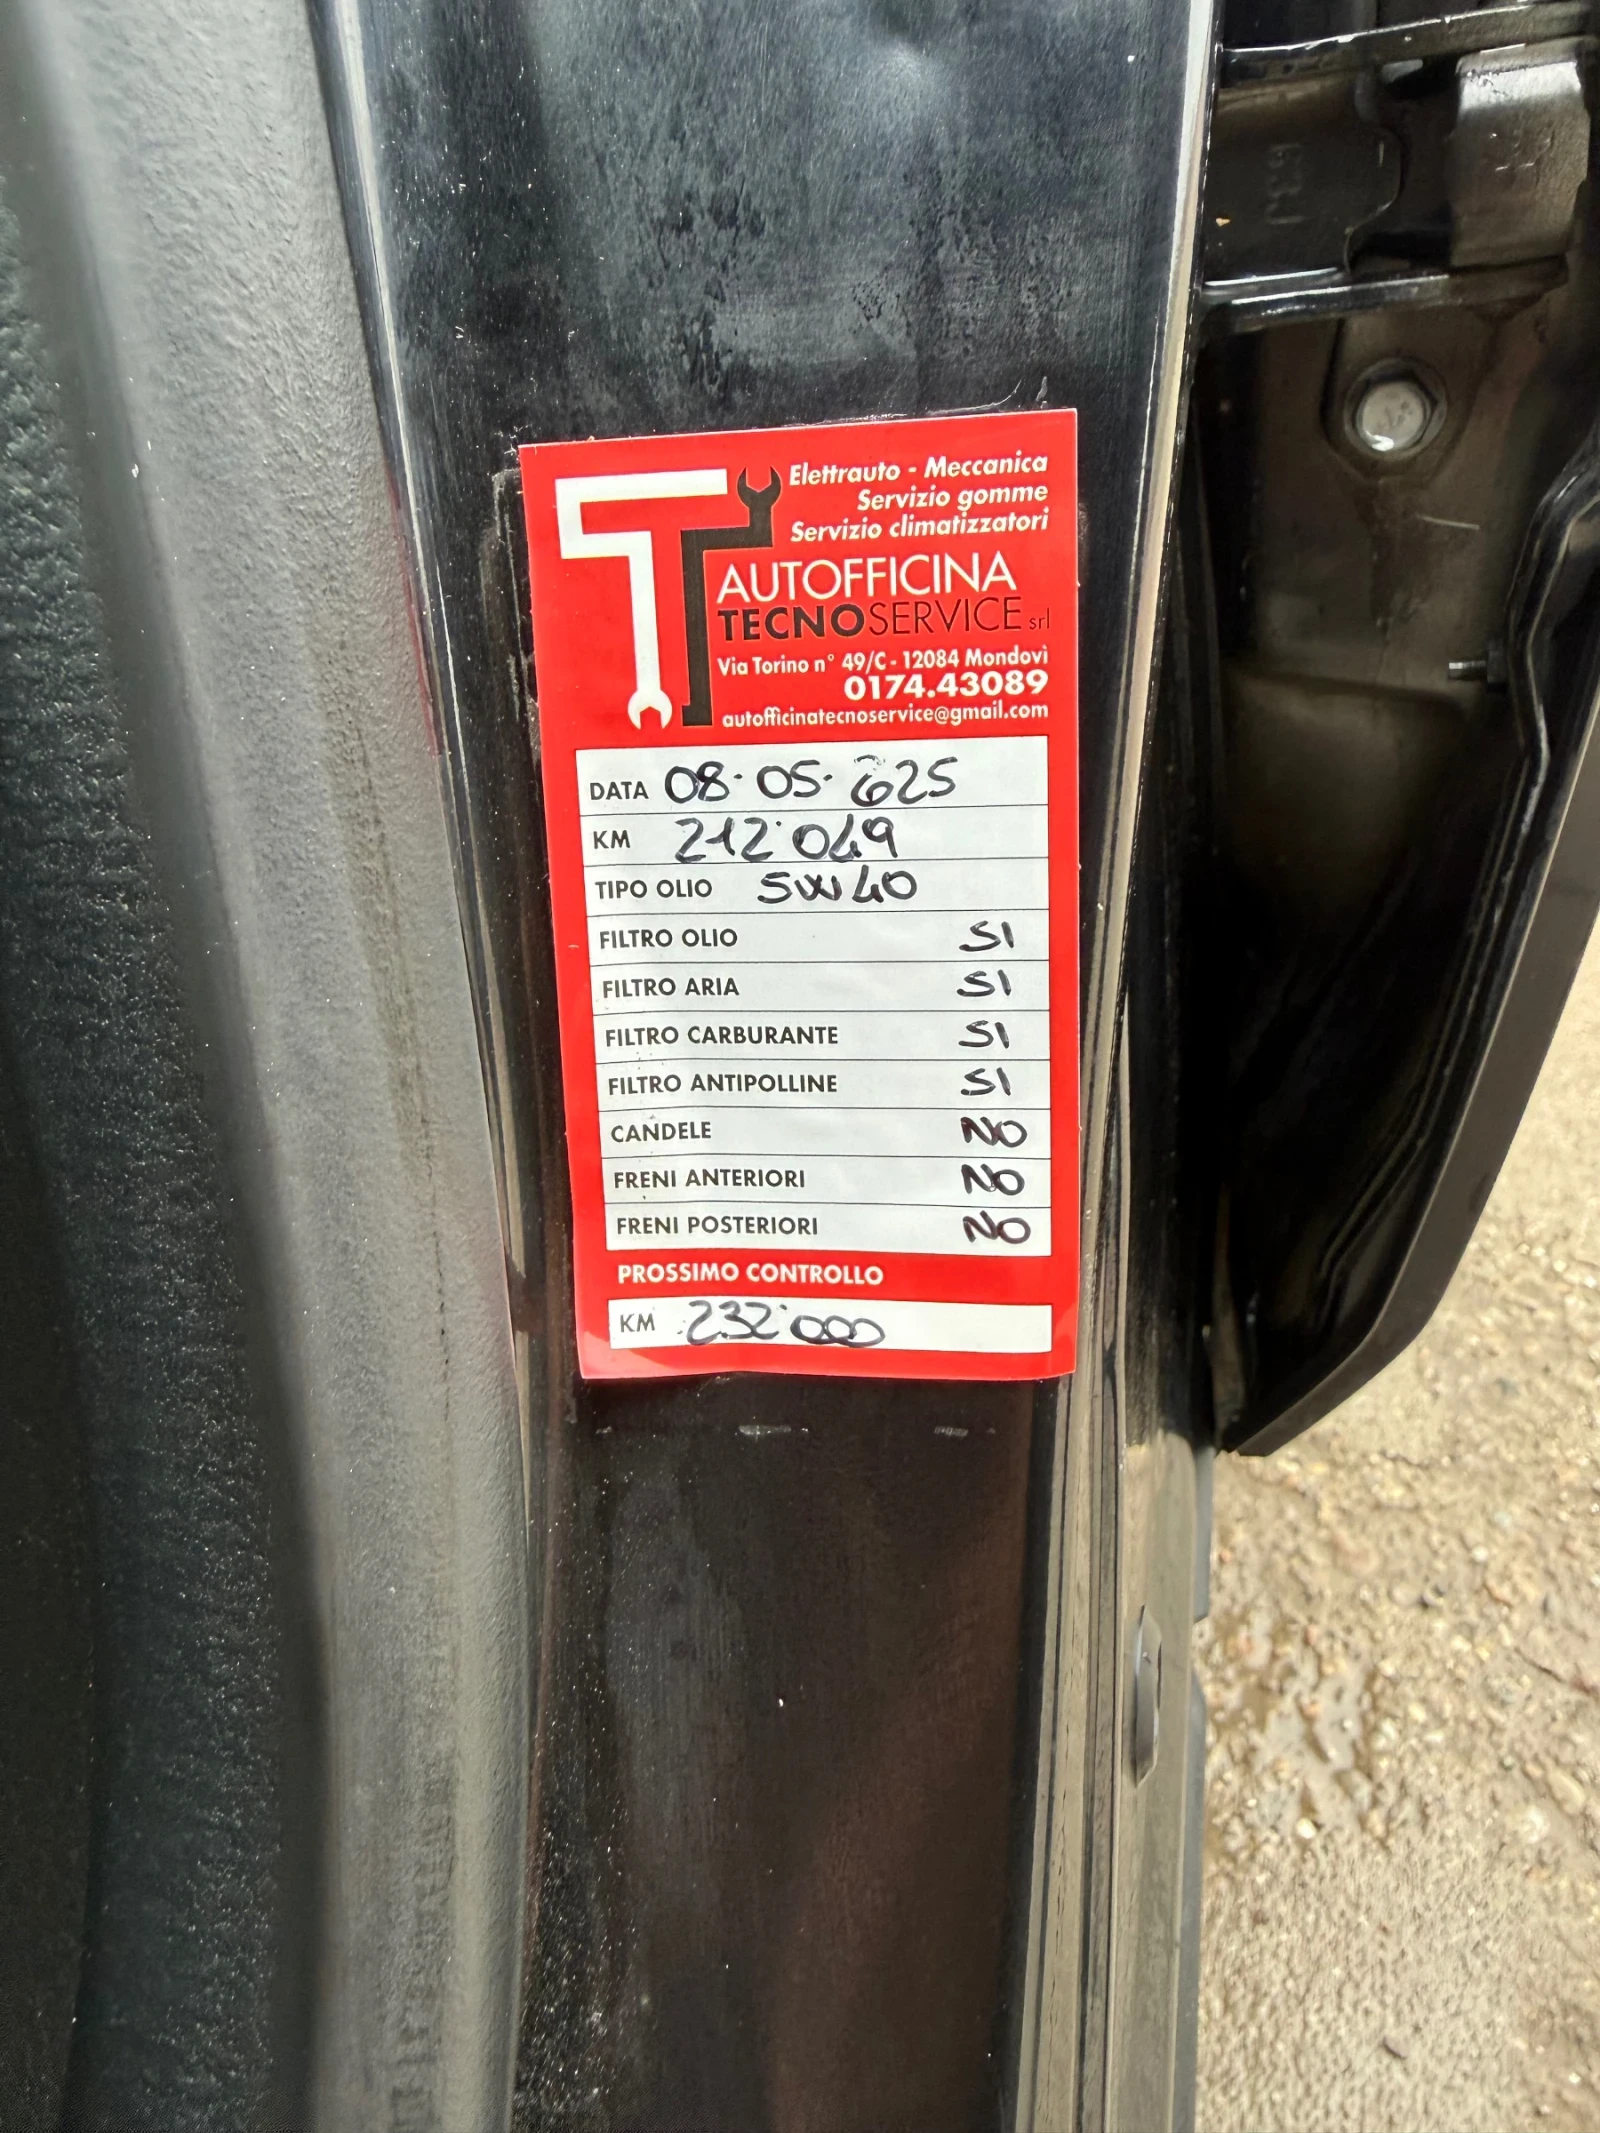 Elettrauto - Meccanica
Servizio gomme
Servizio climatizzatori
AUTOFFICINA
TECNOSERVICE srl
Via Torino n° 49/C - 12084 Mondovì
0174.43089
autofficinatecnoservice@gmail.com
DATA 08.05.2025
KM 212.049
TIPO OLIO 5W40
FILTRO OLIO SI
FILTRO ARIA SI
FILTRO CARBURANTE SI
FILTRO ANTIPOLLINE SI
CANDELE NO
FRENI ANTERIORI NO
FRENI POSTERIORI NO
PROSSIMO CONTROLLO
KM 232.000